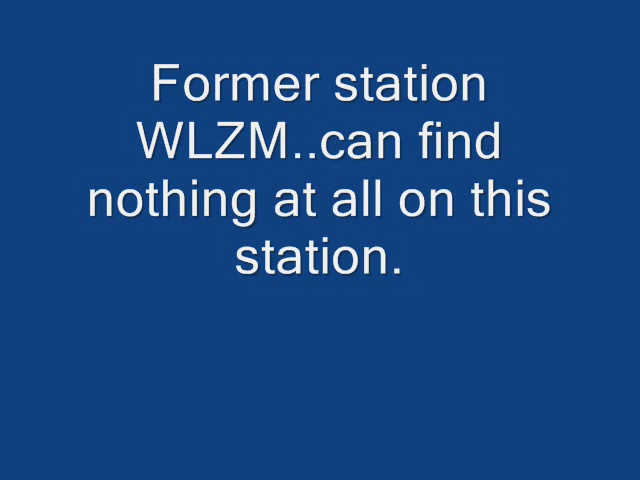 Former station
WLZM..can find
nothing at all on this
station.